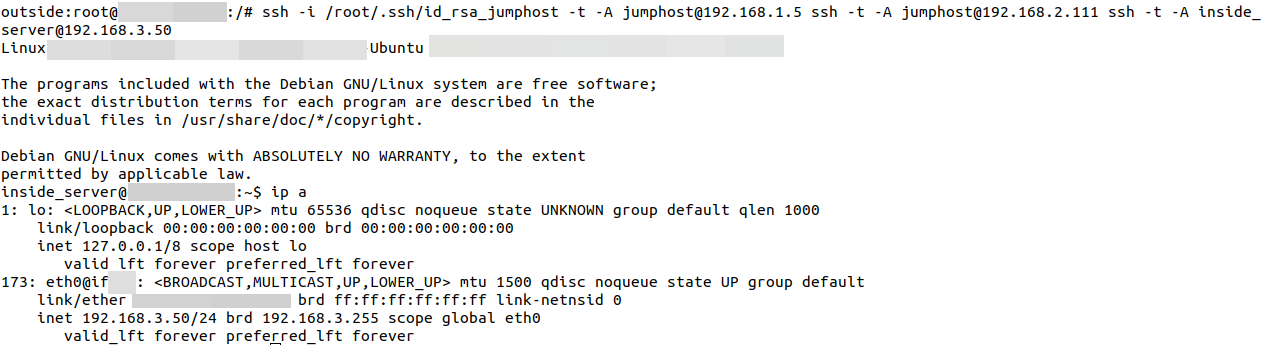 outside:root@ :/# ssh -i /root/.ssh/id_rsa_jumphost -t -A jumphost@192.168.1.5 ssh -t -A jumphost@192.168.2.111 ssh -t -A inside_
server@192.168.3.50
Linux -Ubuntu
The programs included with the Debian GNU/Linux system are free software;
the exact distribution terms for each program are described in the
individual files in /usr/share/doc/*/copyright.
Debian GNU/Linux comes with ABSOLUTELY NO WARRANTY, to the extent
permitted by applicable law.
inside_server@ :~$ ip a
1: lo: <LOOPBACK,UP,LOWER_UP> mtu 65536 qdisc noqueue state UNKNOWN group default qlen 1000
link/loopback 00:00:00:00:00:00 brd 00:00:00:00:00:00
inet 127.0.0.1/8 scope host lo
valid_lft forever preferred_lft forever
173: eth0@if : <BROADCAST,MULTICAST,UP,LOWER_UP> mtu 1500 qdisc noqueue state UP group default
link/ether brd ff:ff:ff:ff:ff:ff link-netnsid 0
inet 192.168.3.50/24 brd 192.168.3.255 scope global eth0
valid_lft forever preferred_lft forever